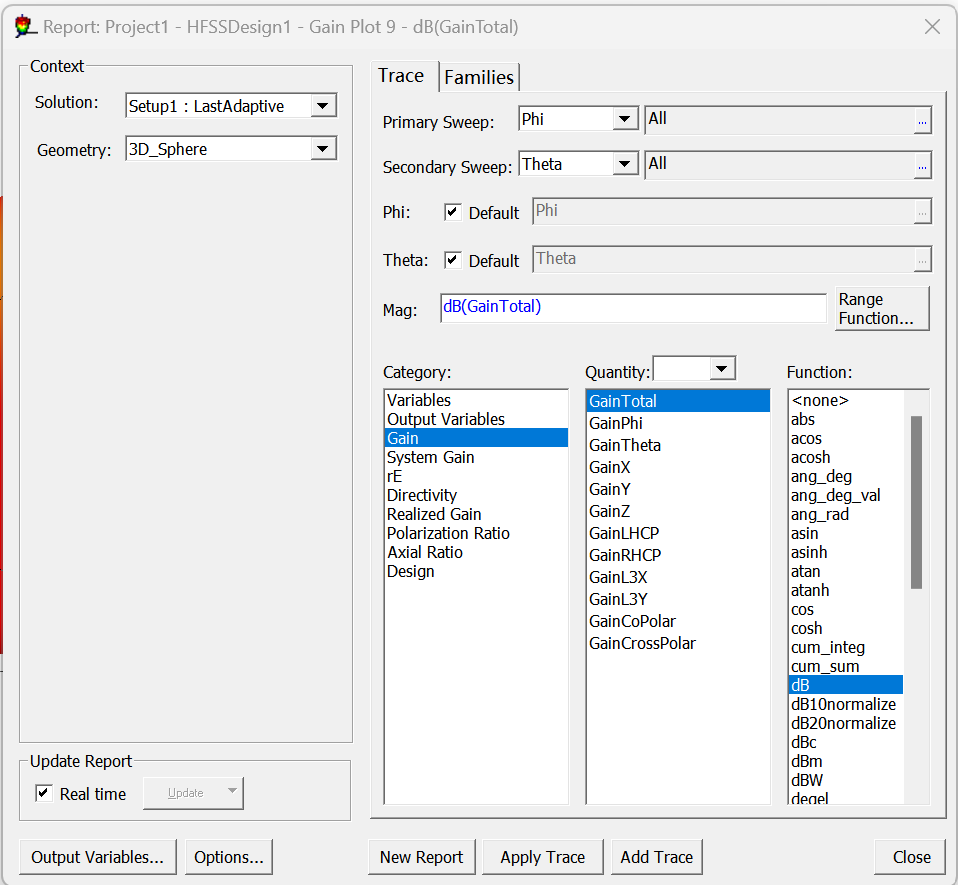 Report: Project1 - HFSSDesign1 - Gain Plot 9 - dB(GainTotal)
Context
Solution: Setup1 : LastAdaptive
Geometry: 3D_Sphere
Update Report
Real time Update
Output Variables... Options...
Trace Families
Primary Sweep: Phi All ...
Secondary Sweep: Theta All ...
Phi: Default Phi ...
Theta: Default Theta ...
Mag: dB(GainTotal) Range
Function...
Category:
Variables
Output Variables
Gain
System Gain
rE
Directivity
Realized Gain
Polarization Ratio
Axial Ratio
Design
Quantity:
GainTotal
GainPhi
GainTheta
GainX
GainY
GainZ
GainLHCP
GainRHCP
GainL3X
GainL3Y
GainCoPolar
GainCrossPolar
Function:
<none>
abs
acos
acosh
ang_deg
ang_deg_val
ang_rad
asin
asinh
atan
atanh
cos
cosh
cum_integ
cum_sum
dB
dB10normalize
dB20normalize
dBc
dBm
dBW
degel
New Report Apply Trace Add Trace Close